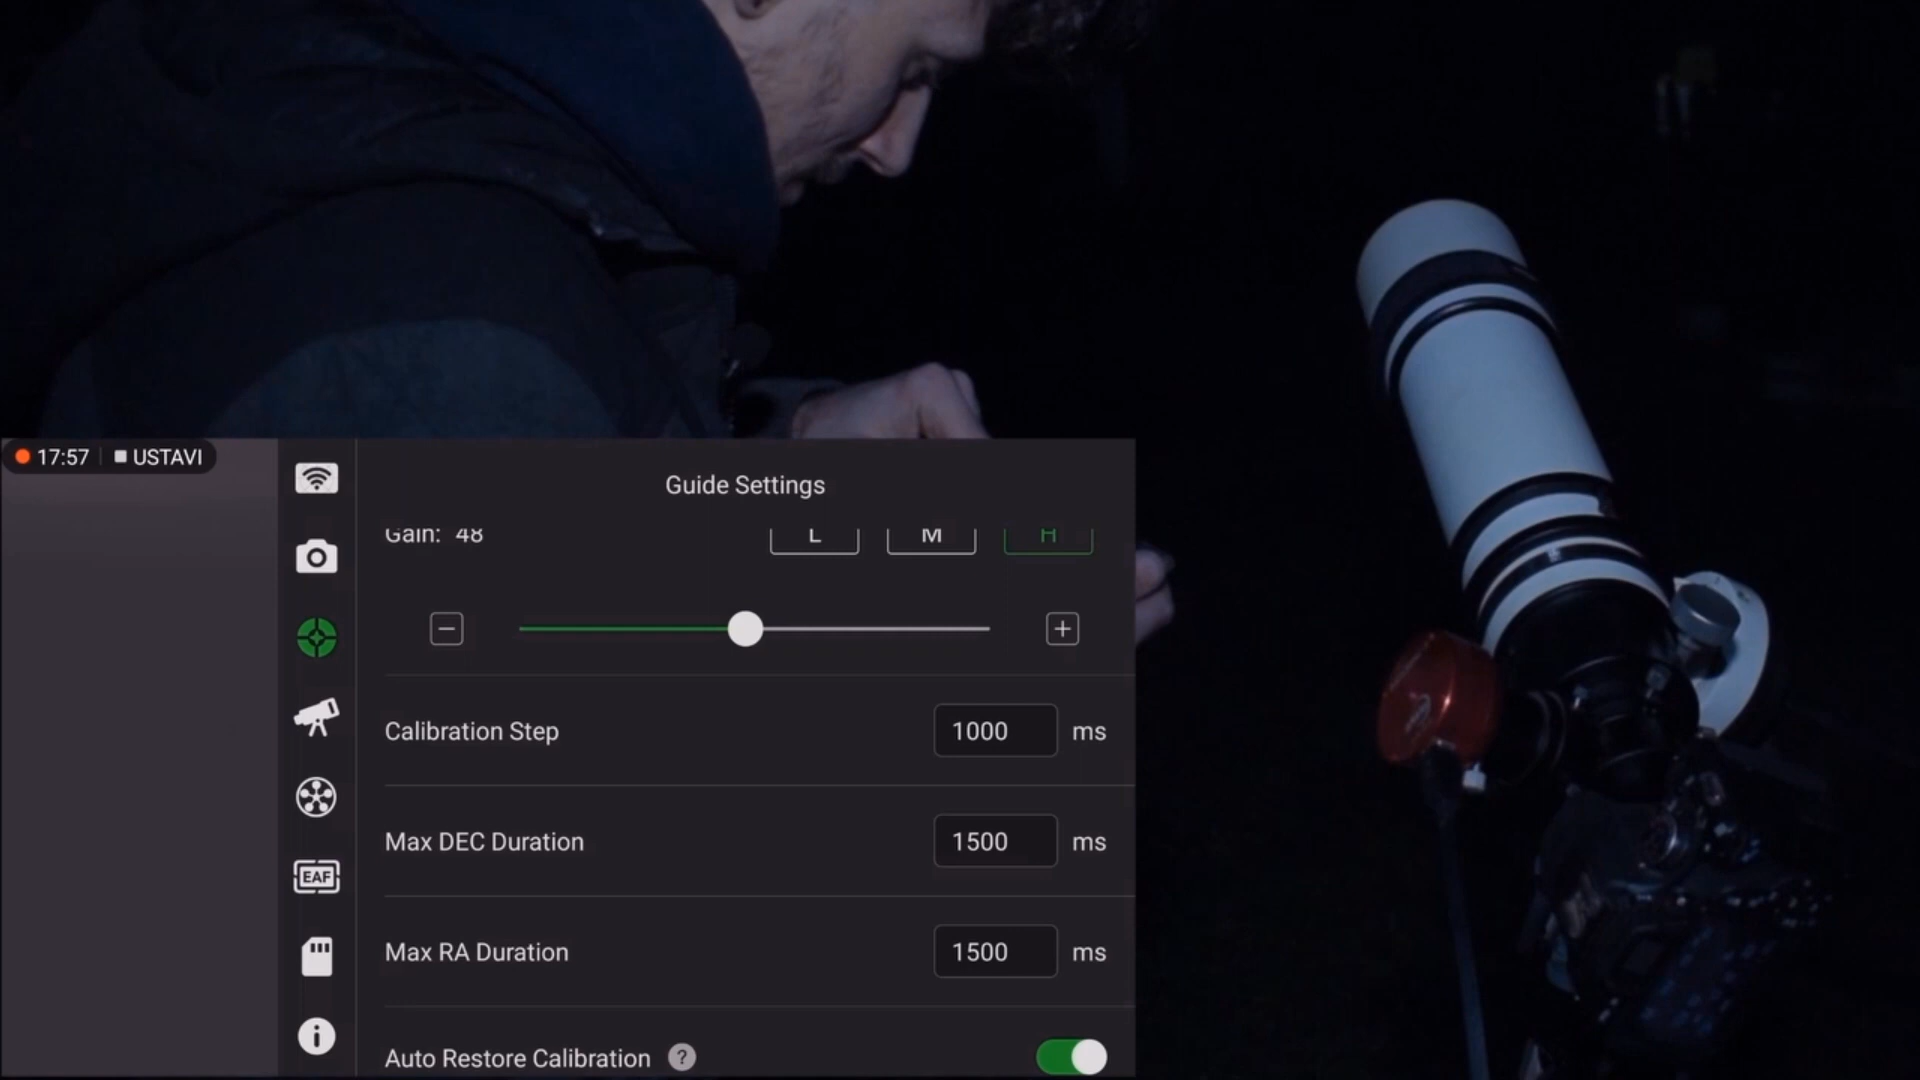 17:57 USTAVI
Guide Settings
Gain: 48 L M H
Calibration Step 1000 ms
Max DEC Duration 1500 ms
EAF
Max RA Duration 1500 ms
Auto Restore Calibration ?